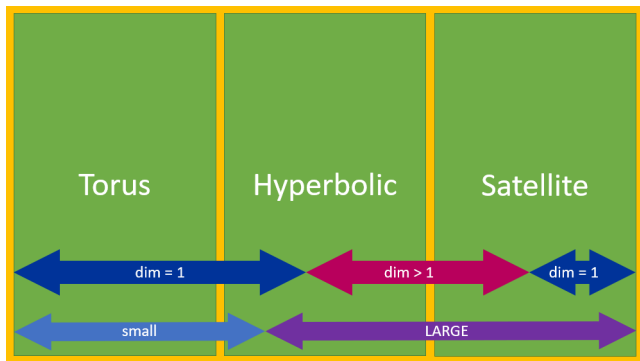 Torus Hyperbolic Satellite
dim = 1 dim > 1 dim = 1
small LARGE